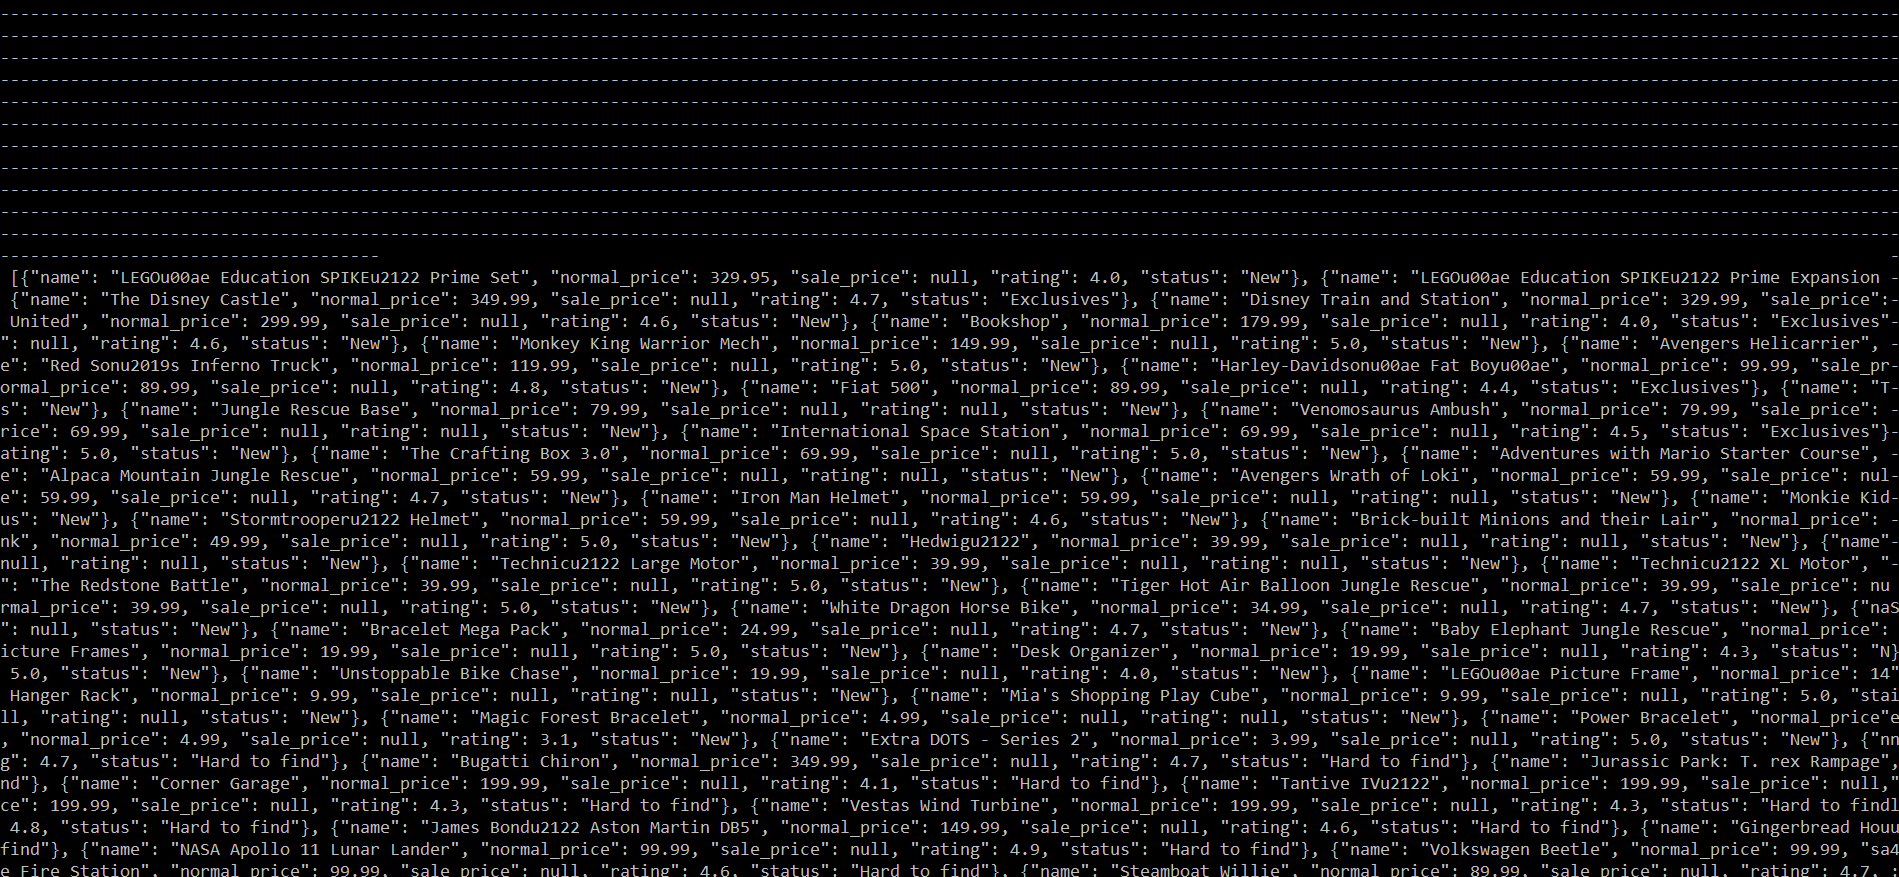 --------------------------------------------------------------------------------------------------------------------------------------------------------------------------------------------
--------------------------------------------------------------------------------------------------------------------------------------------------------------------------------------------
--------------------------------------------------------------------------------------------------------------------------------------------------------------------------------------------
--------------------------------------------------------------------------------------------------------------------------------------------------------------------------------------------
--------------------------------------------------------------------------------------------------------------------------------------------------------------------------------------------
--------------------------------------------------------------------------------------------------------------------------------------------------------------------------------------------
--------------------------------------------------------------------------------------------------------------------------------------------------------------------------------------------
--------------------------------------------------------------------------------------------------------------------------------------------------------------------------------------------
--------------------------------------------------------------------------------------------------------------------------------------------------------------------------------------------
--------------------------------------------------------------------------------------------------------------------------------------------------------------------------------------------
--------------------------------------------------------------------------------------------------------------------------------------------------------------------------------------------
-------------------------------------- -
[{"name": "LEGOu00ae Education SPIKEu2122 Prime Set", "normal_price": 329.95, "sale_price": null, "rating": 4.0, "status": "New"}, {"name": "LEGOu00ae Education SPIKEu2122 Prime Expansion -
{"name": "The Disney Castle", "normal_price": 349.99, "sale_price": null, "rating": 4.7, "status": "Exclusives"}, {"name": "Disney Train and Station", "normal_price": 329.99, "sale_price":-
United", "normal_price": 299.99, "sale_price": null, "rating": 4.6, "status": "New"}, {"name": "Bookshop", "normal_price": 179.99, "sale_price": null, "rating": 4.0, "status": "Exclusives"-
": null, "rating": 4.6, "status": "New"}, {"name": "Monkey King Warrior Mech", "normal_price": 149.99, "sale_price": null, "rating": 5.0, "status": "New"}, {"name": "Avengers Helicarrier", -
e": "Red Sonu2019s Inferno Truck", "normal_price": 119.99, "sale_price": null, "rating": 5.0, "status": "New"}, {"name": "Harley-Davidsonu00ae Fat Boyu00ae", "normal_price": 99.99, "sale_pr-
ormal_price": 89.99, "sale_price": null, "rating": 4.8, "status": "New"}, {"name": "Fiat 500", "normal_price": 89.99, "sale_price": null, "rating": 4.4, "status": "Exclusives"}, {"name": "T-
s": "New"}, {"name": "Jungle Rescue Base", "normal_price": 79.99, "sale_price": null, "rating": null, "status": "New"}, {"name": "Venomosaurus Ambush", "normal_price": 79.99, "sale_price": -
rice": 69.99, "sale_price": null, "rating": null, "status": "New"}, {"name": "International Space Station", "normal_price": 69.99, "sale_price": null, "rating": 4.5, "status": "Exclusives"}-
ating": 5.0, "status": "New"}, {"name": "The Crafting Box 3.0", "normal_price": 69.99, "sale_price": null, "rating": 5.0, "status": "New"}, {"name": "Adventures with Mario Starter Course", -
e": "Alpaca Mountain Jungle Rescue", "normal_price": 59.99, "sale_price": null, "rating": null, "status": "New"}, {"name": "Avengers Wrath of Loki", "normal_price": 59.99, "sale_price": nul-
e": 59.99, "sale_price": null, "rating": 4.7, "status": "New"}, {"name": "Iron Man Helmet", "normal_price": 59.99, "sale_price": null, "rating": null, "status": "New"}, {"name": "Monkie Kid-
us": "New"}, {"name": "Stormtrooperu2122 Helmet", "normal_price": 59.99, "sale_price": null, "rating": 4.6, "status": "New"}, {"name": "Brick-built Minions and their Lair", "normal_price": -
nk", "normal_price": 49.99, "sale_price": null, "rating": 5.0, "status": "New"}, {"name": "Hedwigu2122", "normal_price": 39.99, "sale_price": null, "rating": null, "status": "New"}, {"name"-
null, "rating": null, "status": "New"}, {"name": "Technicu2122 Large Motor", "normal_price": 39.99, "sale_price": null, "rating": null, "status": "New"}, {"name": "Technicu2122 XL Motor", "-
": "The Redstone Battle", "normal_price": 39.99, "sale_price": null, "rating": 5.0, "status": "New"}, {"name": "Tiger Hot Air Balloon Jungle Rescue", "normal_price": 39.99, "sale_price": nu
rmal_price": 39.99, "sale_price": null, "rating": 5.0, "status": "New"}, {"name": "White Dragon Horse Bike", "normal_price": 34.99, "sale_price": null, "rating": 4.7, "status": "New"}, {"naS
": null, "status": "New"}, {"name": "Bracelet Mega Pack", "normal_price": 24.99, "sale_price": null, "rating": 4.7, "status": "New"}, {"name": "Baby Elephant Jungle Rescue", "normal_price":
icture Frames", "normal_price": 19.99, "sale_price": null, "rating": 5.0, "status": "New"}, {"name": "Desk Organizer", "normal_price": 19.99, "sale_price": null, "rating": 4.3, "status": "N}
5.0, "status": "New"}, {"name": "Unstoppable Bike Chase", "normal_price": 19.99, "sale_price": null, "rating": 4.0, "status": "New"}, {"name": "LEGOu00ae Picture Frame", "normal_price": 14"
Hanger Rack", "normal_price": 9.99, "sale_price": null, "rating": null, "status": "New"}, {"name": "Mia's Shopping Play Cube", "normal_price": 9.99, "sale_price": null, "rating": 5.0, "stai
ll, "rating": null, "status": "New"}, {"name": "Magic Forest Bracelet", "normal_price": 4.99, "sale_price": null, "rating": null, "status": "New"}, {"name": "Power Bracelet", "normal_price"e
, "normal_price": 4.99, "sale_price": null, "rating": 3.1, "status": "New"}, {"name": "Extra DOTS - Series 2", "normal_price": 3.99, "sale_price": null, "rating": 5.0, "status": "New"}, {"nn
g": 4.7, "status": "Hard to find"}, {"name": "Bugatti Chiron", "normal_price": 349.99, "sale_price": null, "rating": 4.7, "status": "Hard to find"}, {"name": "Jurassic Park: T. rex Rampage",
nd"}, {"name": "Corner Garage", "normal_price": 199.99, "sale_price": null, "rating": 4.1, "status": "Hard to find"}, {"name": "Tantive IVu2122", "normal_price": 199.99, "sale_price": null,
ce": 199.99, "sale_price": null, "rating": 4.3, "status": "Hard to find"}, {"name": "Vestas Wind Turbine", "normal_price": 199.99, "sale_price": null, "rating": 4.3, "status": "Hard to findl
4.8, "status": "Hard to find"}, {"name": "James Bondu2122 Aston Martin DB5", "normal_price": 149.99, "sale_price": null, "rating": 4.6, "status": "Hard to find"}, {"name": "Gingerbread Houu
find"}, {"name": "NASA Apollo 11 Lunar Lander", "normal_price": 99.99, "sale_price": null, "rating": 4.9, "status": "Hard to find"}, {"name": "Volkswagen Beetle", "normal_price": 99.99, "sa4
e Fire Station", "normal_price": 99.99, "sale_price": null, "rating": 4.6, "status": "Hard to find"}, {"name": "Steamboat Willie", "normal_price": 89.99, "sale_price": null, "rating": 4.7, :